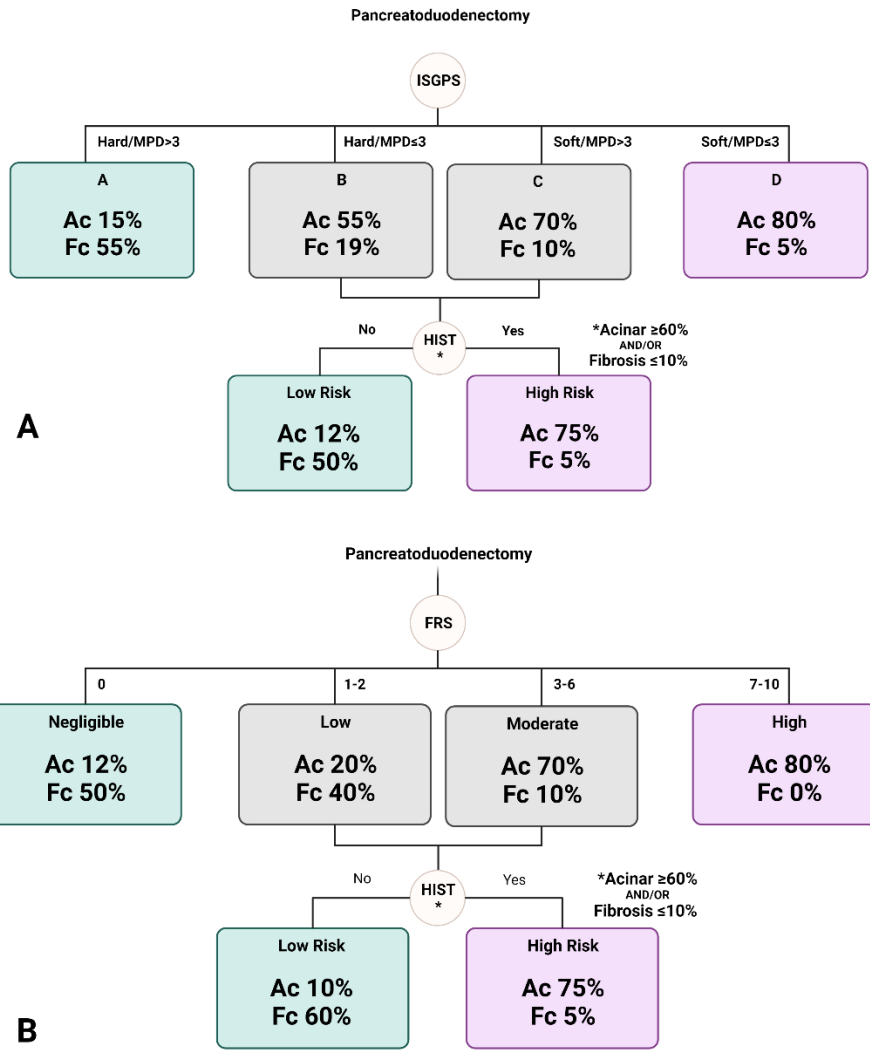 Pancreatoduodenectomy
ISGPS
Hard/MPD>3
Hard/MPD≤3
Soft/MPD>3
Soft/MPD≤3
A
Ac 15%
Fc 55%
B
Ac 55%
Fc 19%
C
Ac 70%
Fc 10%
D
Ac 80%
Fc 5%
No
HIST
*
Yes
*Acinar ≥60%
AND/OR
Fibrosis ≤10%
Low Risk
Ac 12%
Fc 50%
High Risk
Ac 75%
Fc 5%
A
Pancreatoduodenectomy
FRS
0
1-2
3-6
7-10
Negligible
Ac 12%
Fc 50%
Low
Ac 20%
Fc 40%
Moderate
Ac 70%
Fc 10%
High
Ac 80%
Fc 0%
No
HIST
*
Yes
*Acinar ≥60%
AND/OR
Fibrosis ≤10%
Low Risk
Ac 10%
Fc 60%
High Risk
Ac 75%
Fc 5%
B